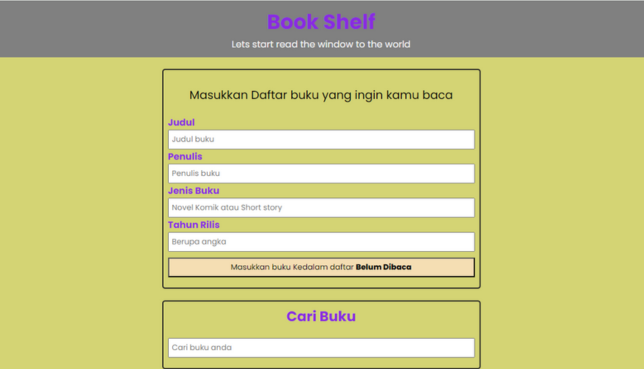 Book Shelf
Lets start read the window to the world
Masukkan Daftar buku yang ingin kamu baca
Judul
Judul buku
Penulis
Penulis buku
Jenis Buku
Novel Komik atau Short story
Tahun Rilis
Berupa angka
Masukkan buku Kedalam daftar Belum Dibaca
Cari Buku
Cari buku anda